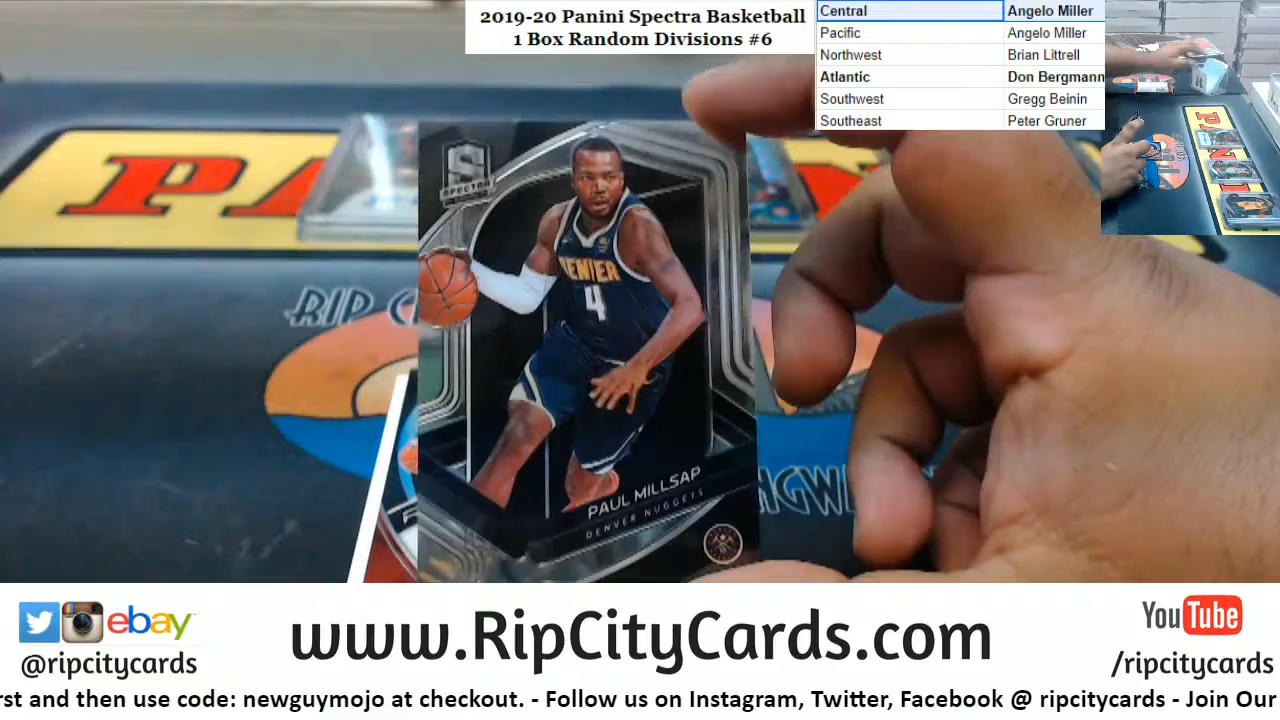 2019-20 Panini Spectra Basketball
1 Box Random Divisions #6
Central Angelo Miller
Pacific Angelo Miller
Northwest Brian Littrell
Atlantic Don Bergmann
Southwest Gregg Beinin
Southeast Peter Gruner
RIP C
S
SPECTRA
DENVER
4
PAUL MILLSAP
DENVER NUGGETS
ebay
@ripcitycards
www.RipCityCards.com
YouTube
/ripcitycards
rst and then use code: newguymojo at checkout. - Follow us on Instagram, Twitter, Facebook @ ripcitycards - Join Our